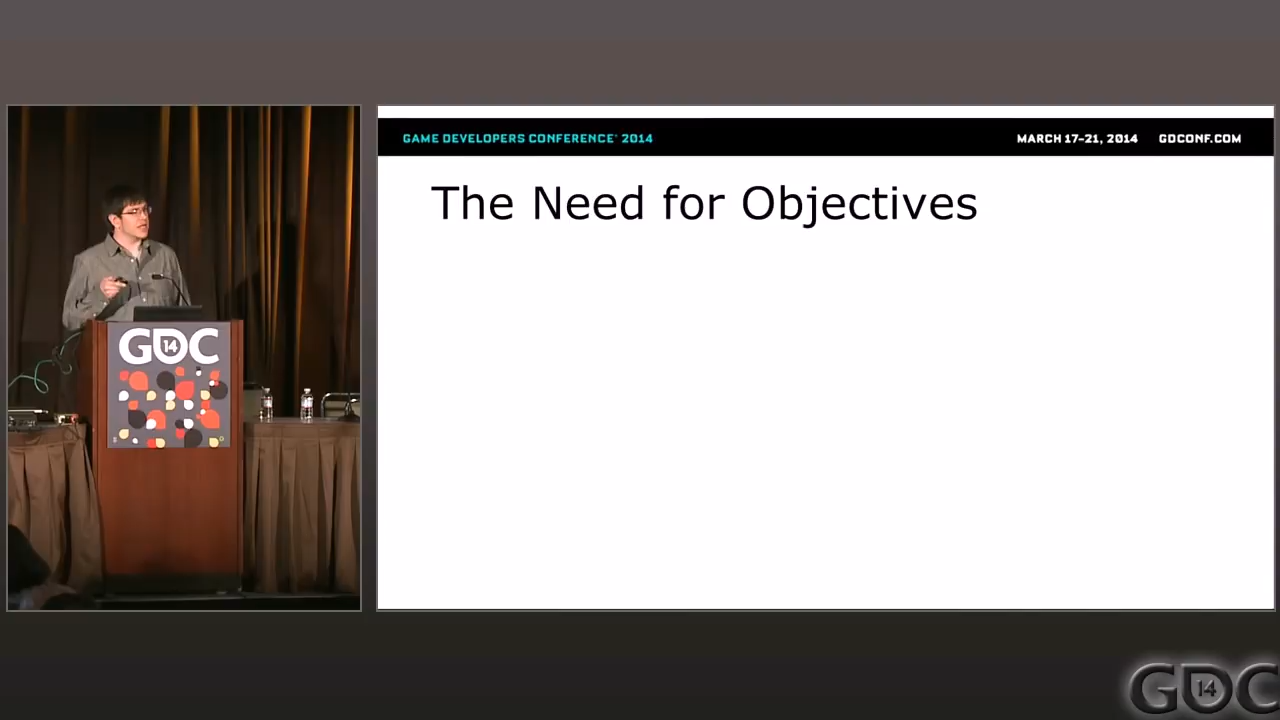 GAME DEVELOPERS CONFERENCE® 2014
MARCH 17-21, 2014 GDCONF.COM
The Need for Objectives
GDC
14
GDC
14